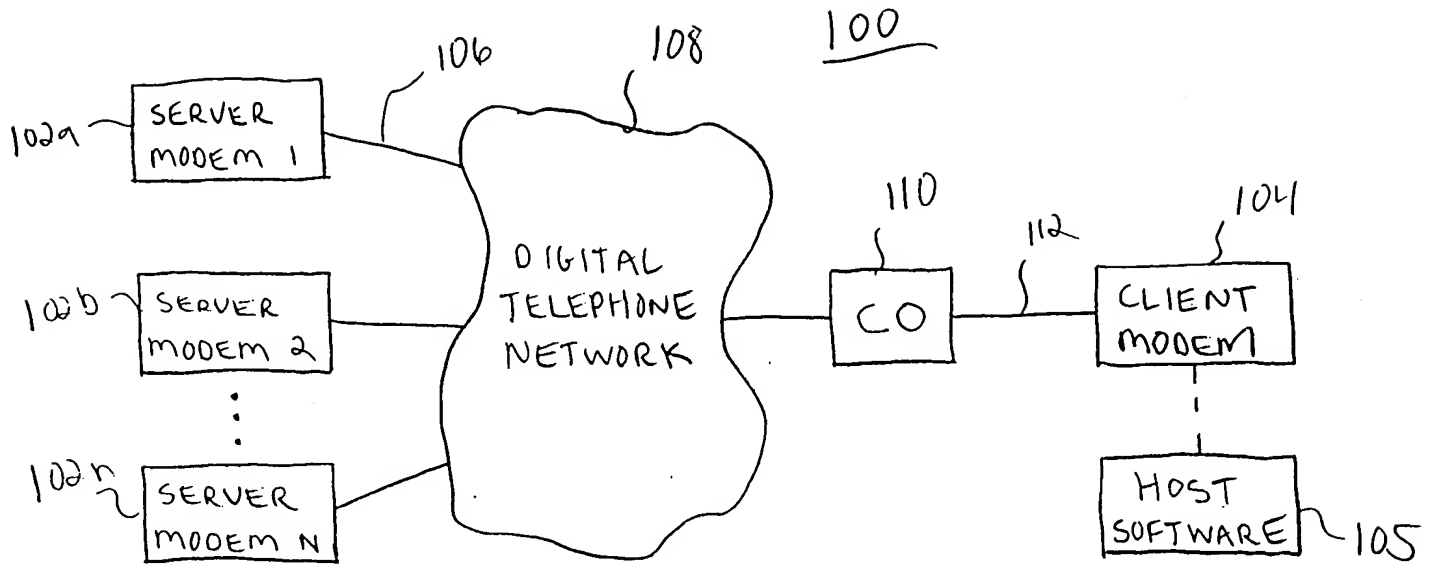 100
106
108
102a
SERVER
MODEM 1
110
112
104
DIGITAL
TELEPHONE
NETWORK
CO
CLIENT
MODEM
102b
SERVER
MODEM 2
102n
SERVER
MODEM N
HOST
SOFTWARE
105